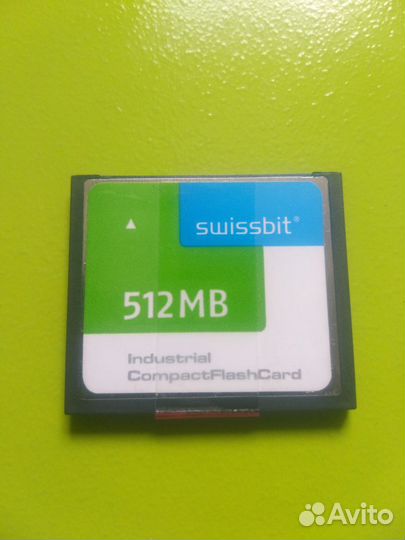 swissbit®
512MB
Industrial
CompactFlashCard
Avito